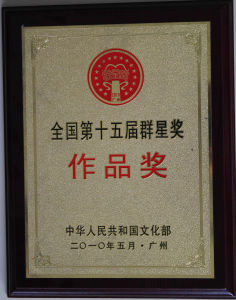 全国第十五届群星奖
作品奖
中华人民共和国文化部
二〇一〇年五月·广州